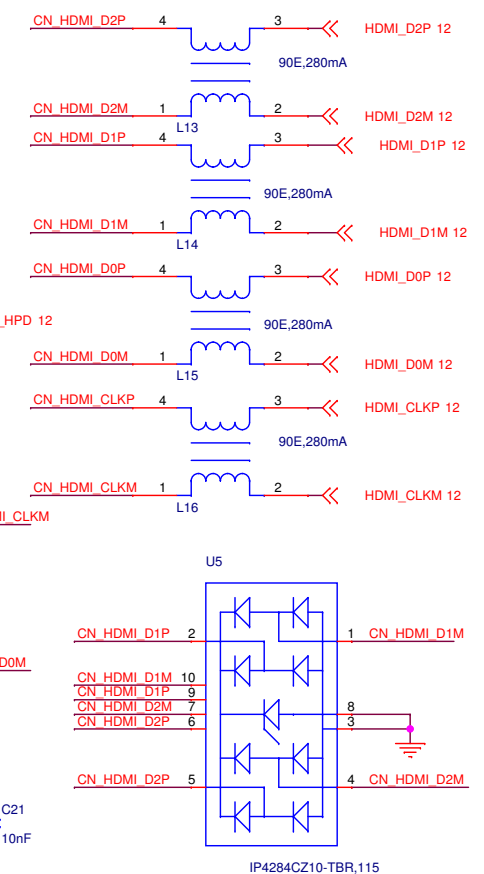 CN_HDMI_D2P 4 3 HDMI_D2P 12
90E,280mA
CN_HDMI_D2M 1 2 HDMI_D2M 12
L13
CN_HDMI_D1P 4 3 HDMI_D1P 12
90E,280mA
CN_HDMI_D1M 1 2 HDMI_D1M 12
L14
CN_HDMI_D0P 4 3 HDMI_D0P 12
_HPD 12
90E,280mA
CN_HDMI_D0M 1 2 HDMI_D0M 12
L15
CN_HDMI_CLKP 4 3 HDMI_CLKP 12
90E,280mA
CN_HDMI_CLKM 1 2 HDMI_CLKM 12
L16
II_CLKM
U5
CN_HDMI_D1P 2 1 CN_HDMI_D1M
D0M
CN_HDMI_D1M 10
CN_HDMI_D1P 9
CN_HDMI_D2M 7 8
CN_HDMI_D2P 6 3
CN_HDMI_D2P 5 4 CN_HDMI_D2M
C21
10nF
IP4284CZ10-TBR,115